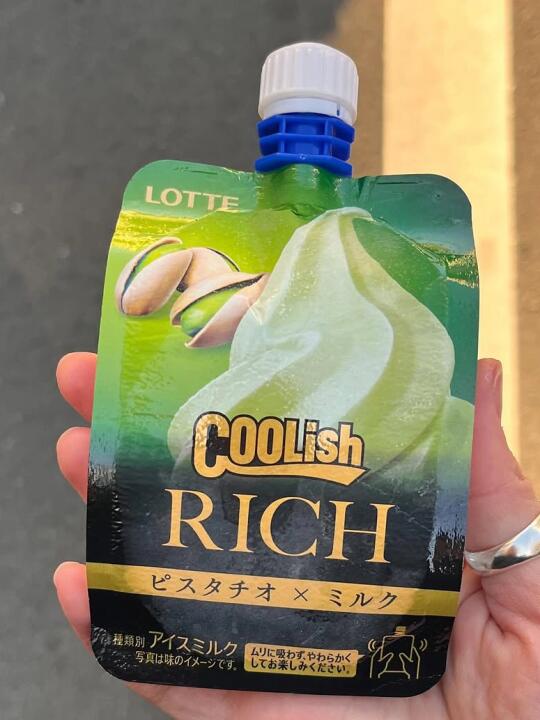 LOTTE
COOLish
RICH
ピスタチオ × ミルク
種類別 アイスミルク
写真は味のイメージです。
ムリに吸わず、やわらかく
してお楽しみください。